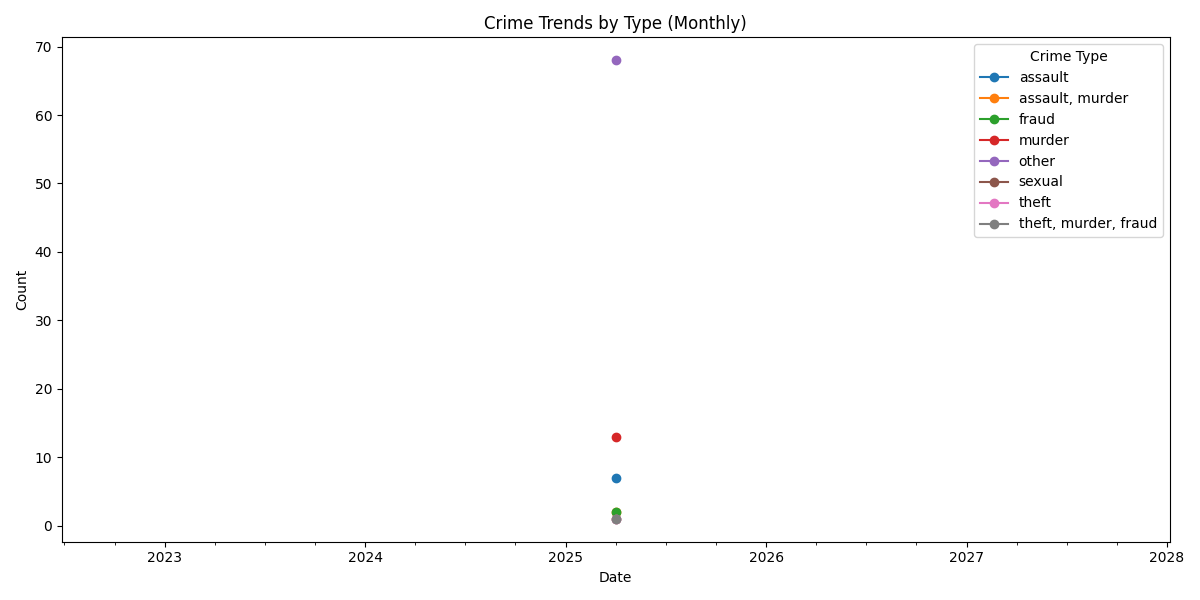 Crime Trends by Type (Monthly)
70
60
50
40
30
20
10
0
Count
Crime Type
assault
assault, murder
fraud
murder
other
sexual
theft
theft, murder, fraud
2023 2024 2025 2026 2027 2028
Date